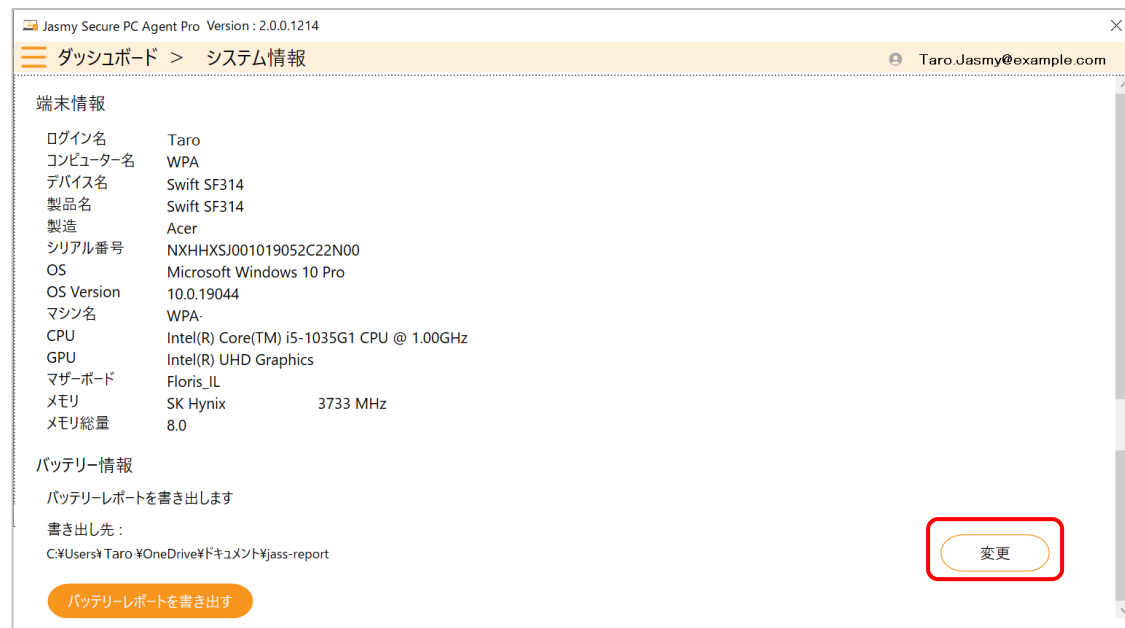 Jasmy Secure PC Agent Pro Version : 2.0.0.1214
ダッシュボード > システム情報 Taro.Jasmy@example.com
端末情報
ログイン名 Taro
コンピューター名 WPA
デバイス名 Swift SF314
製品名 Swift SF314
製造 Acer
シリアル番号 NXHHXSJ001019052C22N00
OS Microsoft Windows 10 Pro
OS Version 10.0.19044
マシン名 WPA·
CPU Intel(R) Core(TM) i5-1035G1 CPU @ 1.00GHz
GPU Intel(R) UHD Graphics
マザーボード Floris_IL
メモリ SK Hynix 3733 MHz
メモリ総量 8.0
バッテリー情報
バッテリーレポートを書き出します
書き出し先 :
C:¥Users¥Taro¥OneDrive¥ドキュメント¥jass-report 変更
バッテリーレポートを書き出す